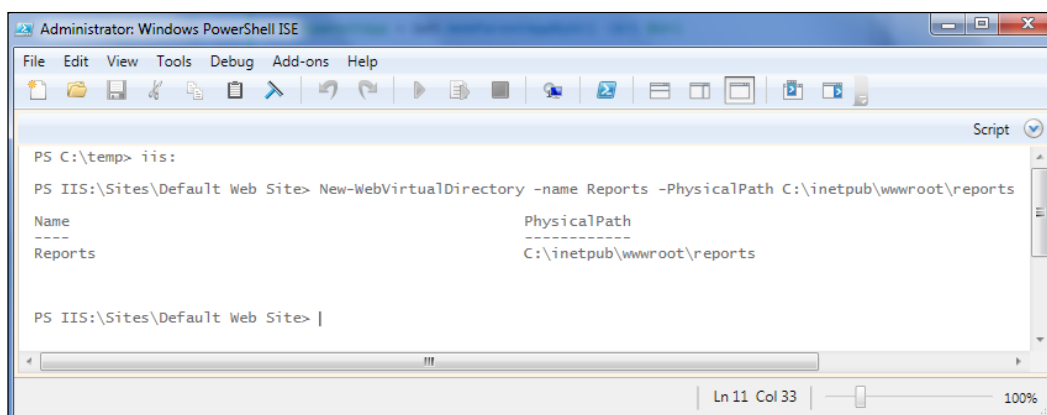 Administrator: Windows PowerShell ISE
File Edit View Tools Debug Add-ons Help
Script
PS C:\temp> iis:
PS IIS:\Sites\Default Web Site> New-WebVirtualDirectory -name Reports -PhysicalPath C:\inetpub\wwwroot\reports
Name PhysicalPath
---- ------------
Reports C:\inetpub\wwwroot\reports
PS IIS:\Sites\Default Web Site>
Ln 11 Col 33 100%